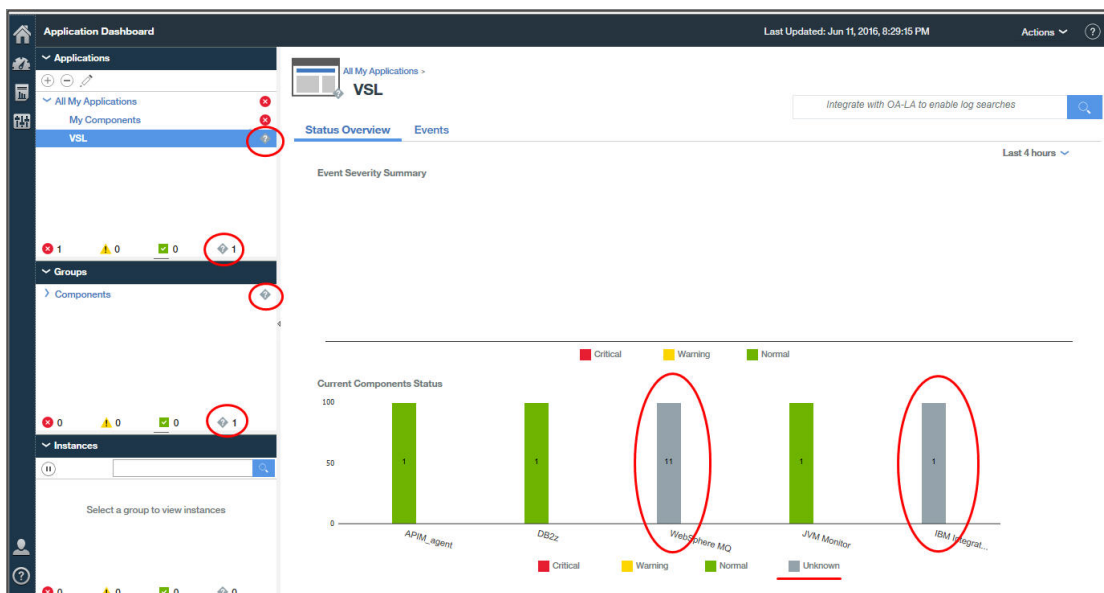 Application Dashboard
Last Updated: Jun 11, 2016, 8:29:15 PM
Actions
?
Applications
All My Applications
My Components
VSL
?
1
0
0
? 1
Groups
Components
?
0
0
0
? 1
Instances
Select a group to view instances
0
0
0
? 0
?
All My Applications >
VSL
Integrate with OA-LA to enable log searches
Status Overview
Events
Last 4 hours
Event Severity Summary
Critical
Warning
Normal
Current Components Status
100
50
0
1
1
11
1
1
APIM_agent
DB2z
WebSphere MQ
JVM Monitor
IBM Integrat...
Critical
Warning
Normal
Unknown